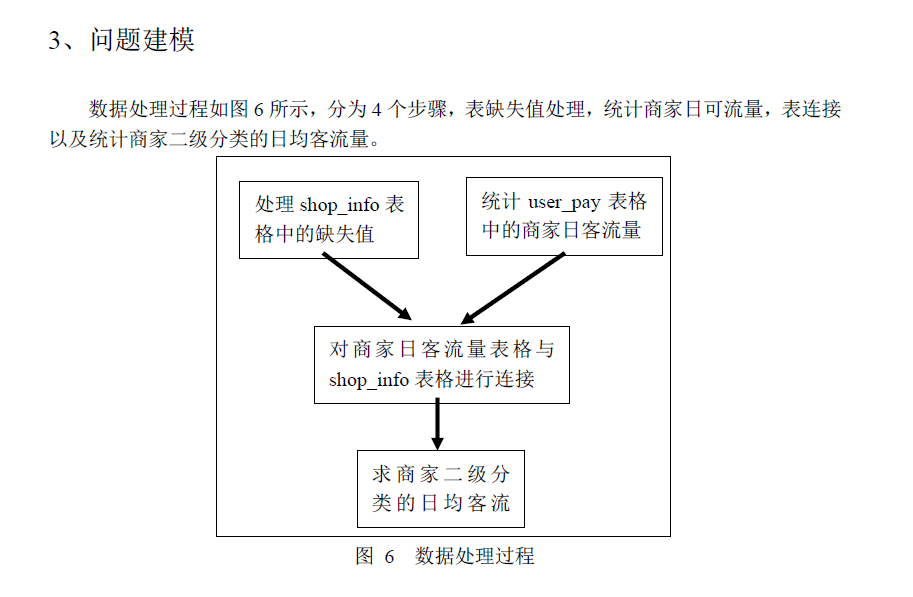 3、问题建模
数据处理过程如图 6 所示，分为 4 个步骤，表缺失值处理，统计商家日可流量，表连接
以及统计商家二级分类的日均客流量。
处理 shop_info 表
格中的缺失值
统计 user_pay 表格
中的商家日客流量
对商家日客流量表格与
shop_info 表格进行连接
求商家二级分
类的日均客流
图 6 数据处理过程